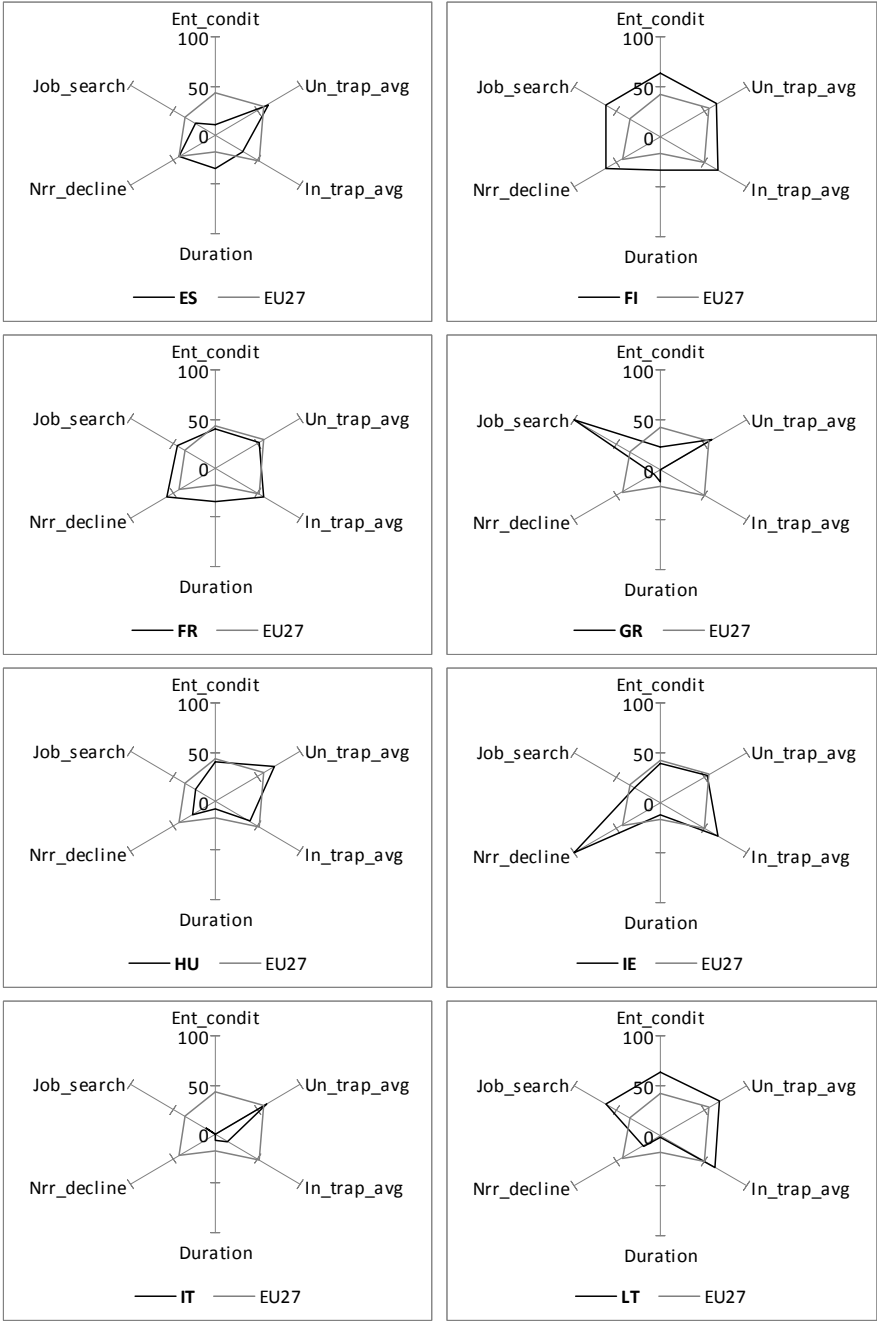 Ent_condit
100
Job_search
50
Un_trap_avg
0
Nrr_decline
In_trap_avg
Duration
ES EU27
Ent_condit
100
Job_search
50
Un_trap_avg
0
Nrr_decline
In_trap_avg
Duration
FI EU27
Ent_condit
100
Job_search
50
Un_trap_avg
0
Nrr_decline
In_trap_avg
Duration
FR EU27
Ent_condit
100
Job_search
50
Un_trap_avg
0
Nrr_decline
In_trap_avg
Duration
GR EU27
Ent_condit
100
Job_search
50
Un_trap_avg
0
Nrr_decline
In_trap_avg
Duration
HU EU27
Ent_condit
100
Job_search
50
Un_trap_avg
0
Nrr_decline
In_trap_avg
Duration
IE EU27
Ent_condit
100
Job_search
50
Un_trap_avg
0
Nrr_decline
In_trap_avg
Duration
IT EU27
Ent_condit
100
Job_search
50
Un_trap_avg
0
Nrr_decline
In_trap_avg
Duration
LT EU27